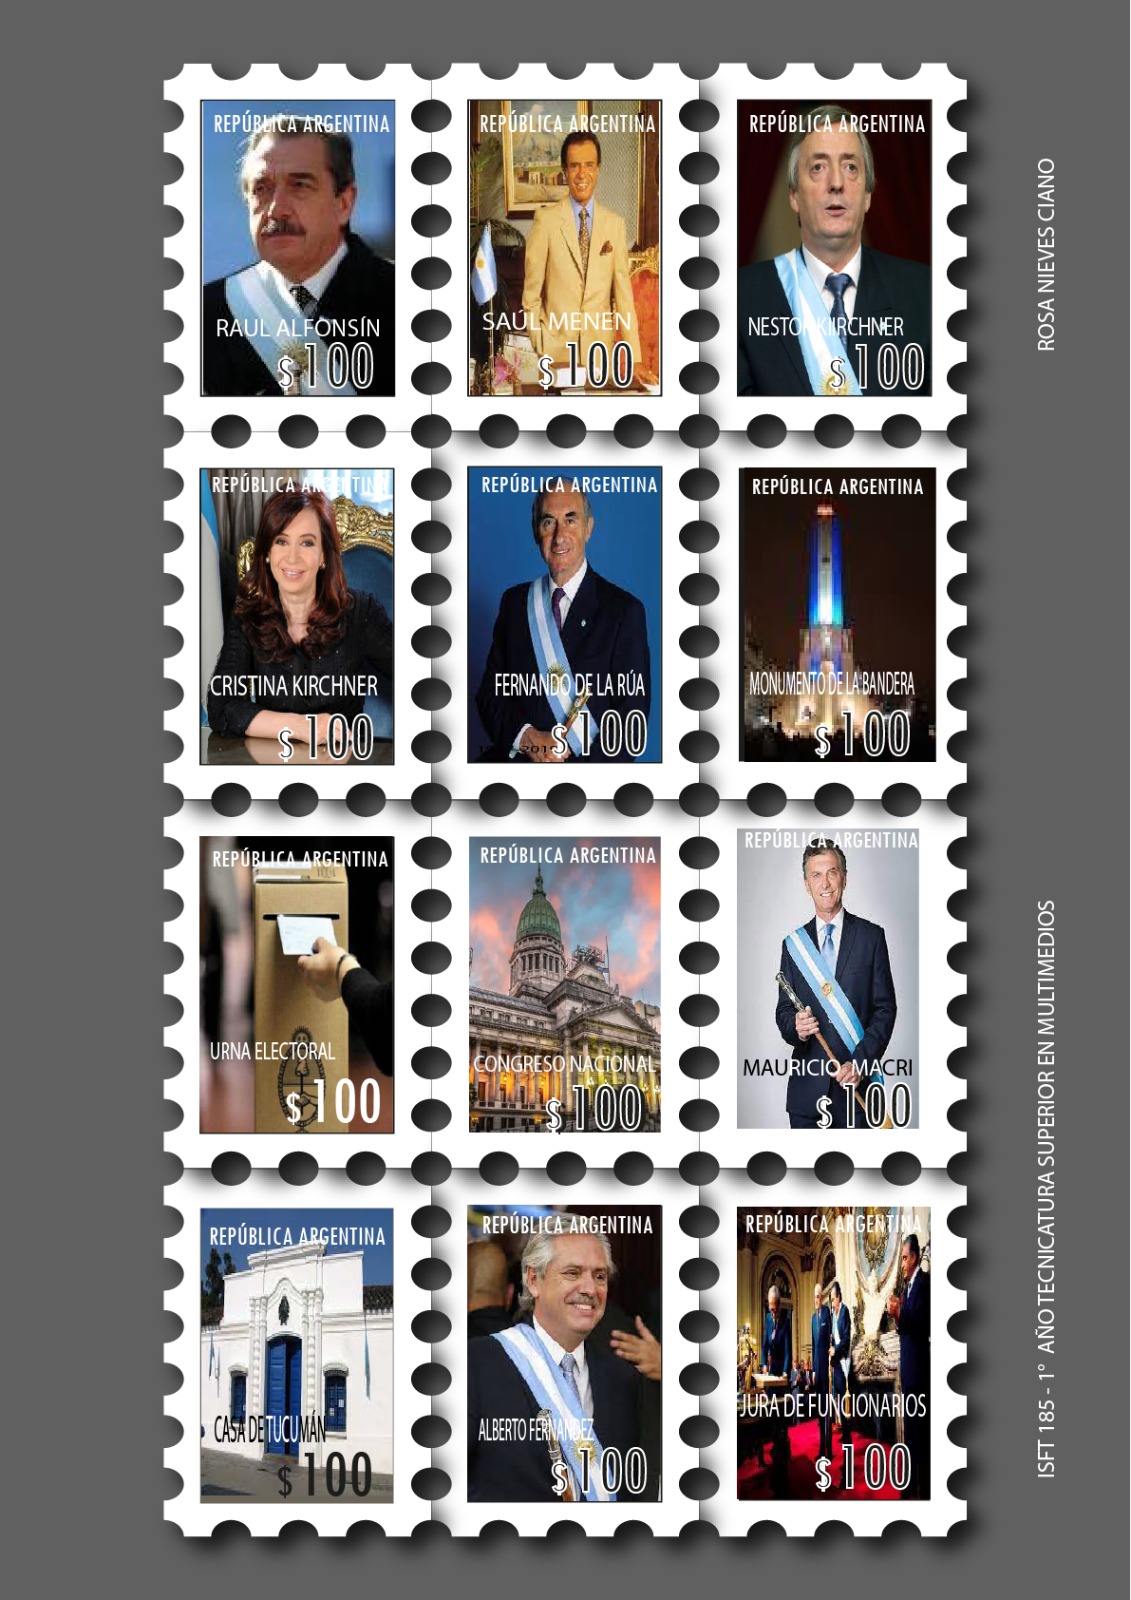 REPÚBLICA ARGENTINA
RAUL ALFONSÍN
$100
REPÚBLICA ARGENTINA
SAÚL MENEN
$100
REPÚBLICA ARGENTINA
NESTOR KIIRCHNER
$100
REPÚBLICA ARGENTINA
CRISTINA KIRCHNER
$100
REPÚBLICA ARGENTINA
FERNANDO DE LA RÚA
$100
REPÚBLICA ARGENTINA
MONUMENTO DE LA BANDERA
$100
REPÚBLICA ARGENTINA
URNA ELECTORAL
$100
REPÚBLICA ARGENTINA
CONGRESO NACIONAL
$100
REPÚBLICA ARGENTINA
MAURICIO MACRI
$100
REPÚBLICA ARGENTINA
CASA DE TUCUMÁN
$100
REPÚBLICA ARGENTINA
ALBERTO FERNANDEZ
$100
REPÚBLICA ARGENTINA
JURA DE FUNCIONARIOS
$100
ROSA NIEVES CIANO
ISFT 185 - 1° AÑO TECNICATURA SUPERIOR EN MULTIMEDIOS